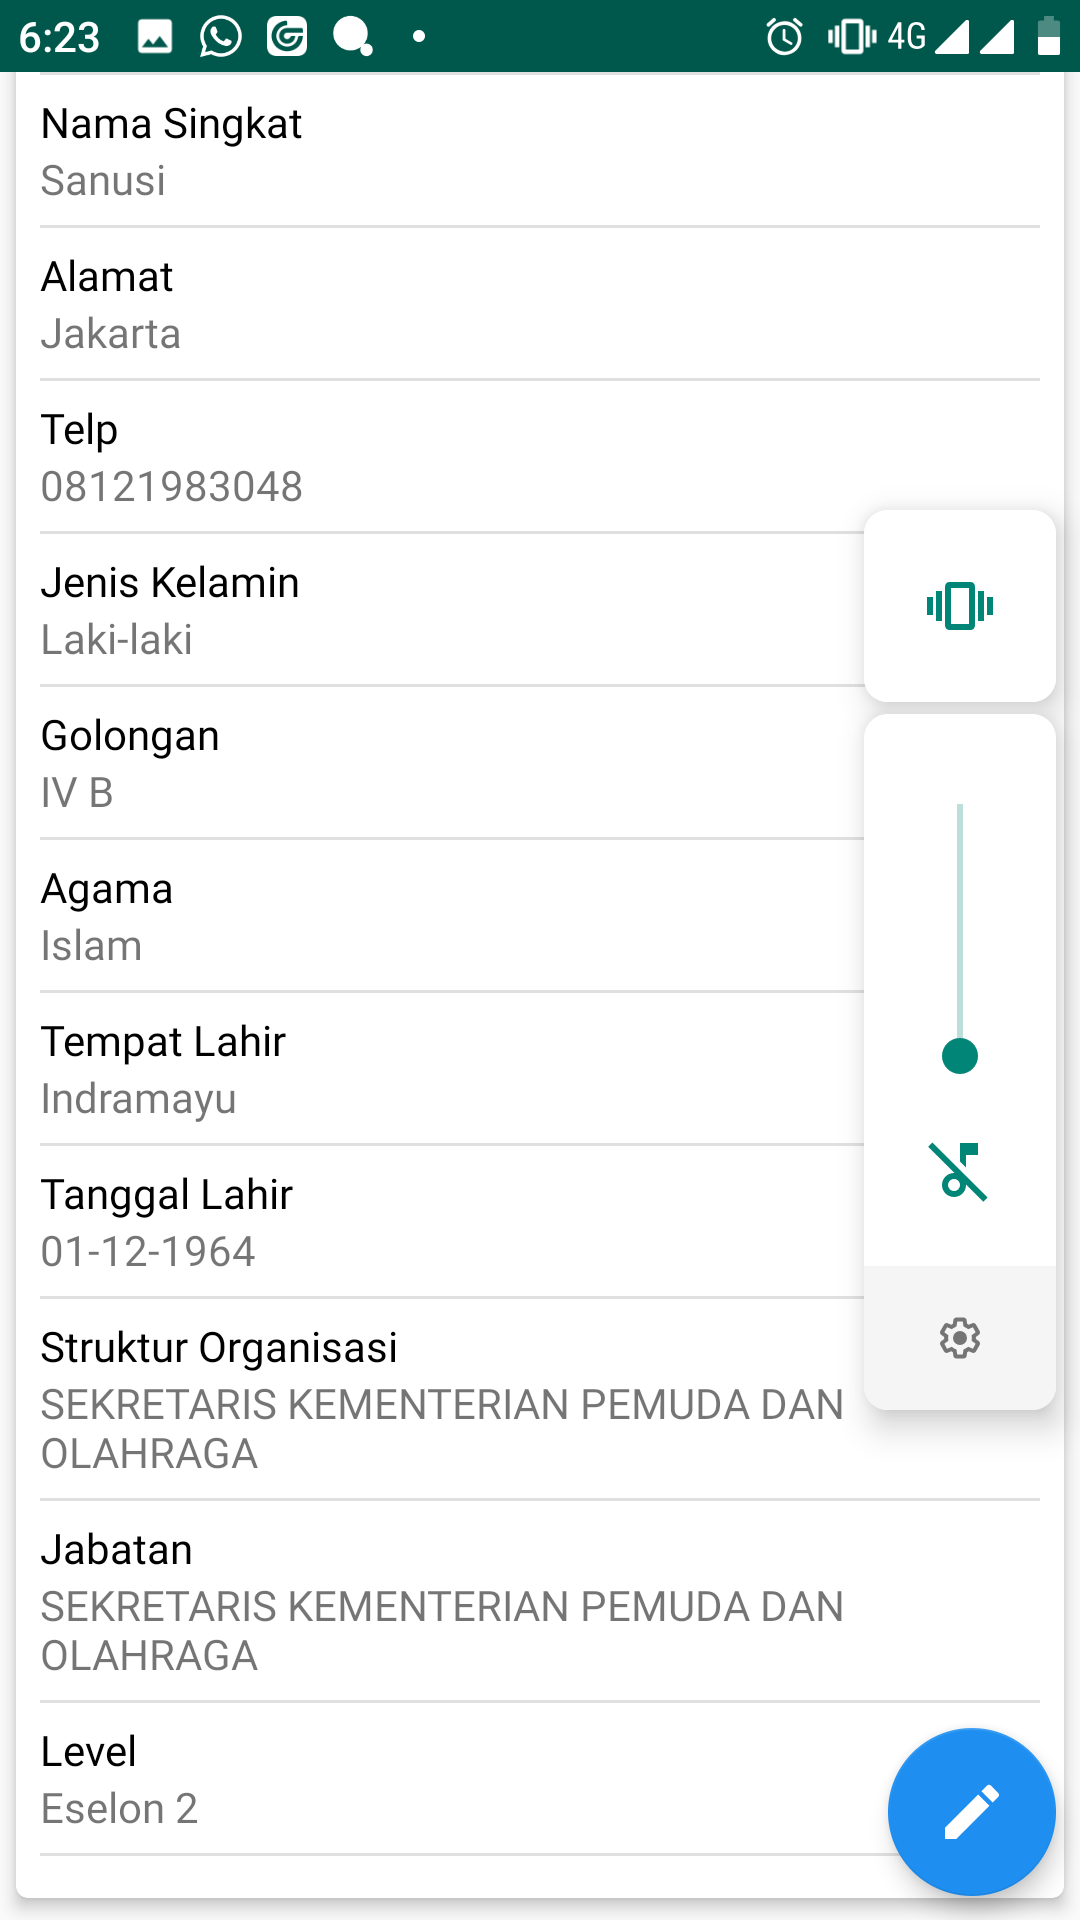 6:23
4G
Nama Singkat
Sanusi
Alamat
Jakarta
Telp
08121983048
Jenis Kelamin
Laki-laki
Golongan
IV B
Agama
Islam
Tempat Lahir
Indramayu
Tanggal Lahir
01-12-1964
Struktur Organisasi
SEKRETARIS KEMENTERIAN PEMUDA DAN
OLAHRAGA
Jabatan
SEKRETARIS KEMENTERIAN PEMUDA DAN
OLAHRAGA
Level
Eselon 2